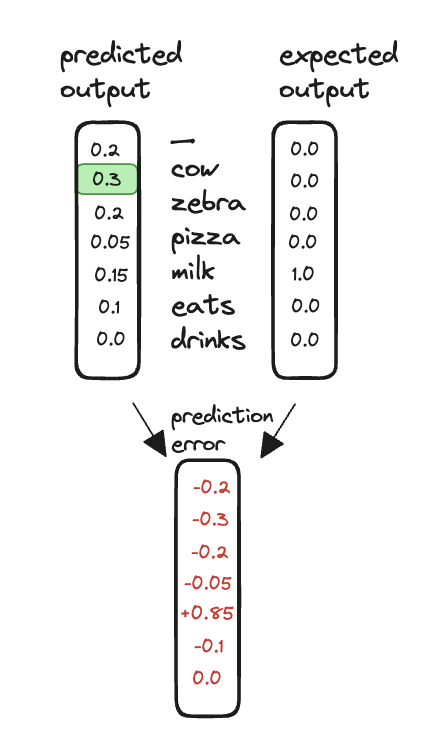 predicted output
expected output
0.2 — 0.0
0.3 cow 0.0
0.2 zebra 0.0
0.05 pizza 0.0
0.15 milk 1.0
0.1 eats 0.0
0.0 drinks 0.0
prediction
error
-0.2
-0.3
-0.2
-0.05
+0.85
-0.1
0.0